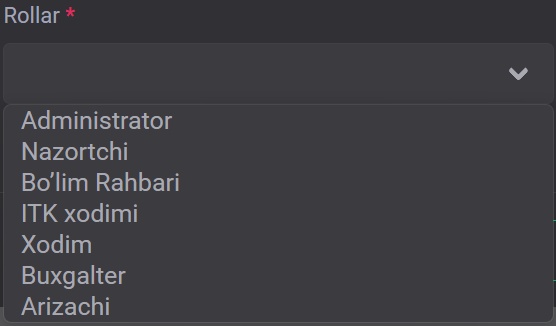 Rollar *
Administrator
Nazortchi
Bo’lim Rahbari
ITK xodimi
Xodim
Buxgalter
Arizachi